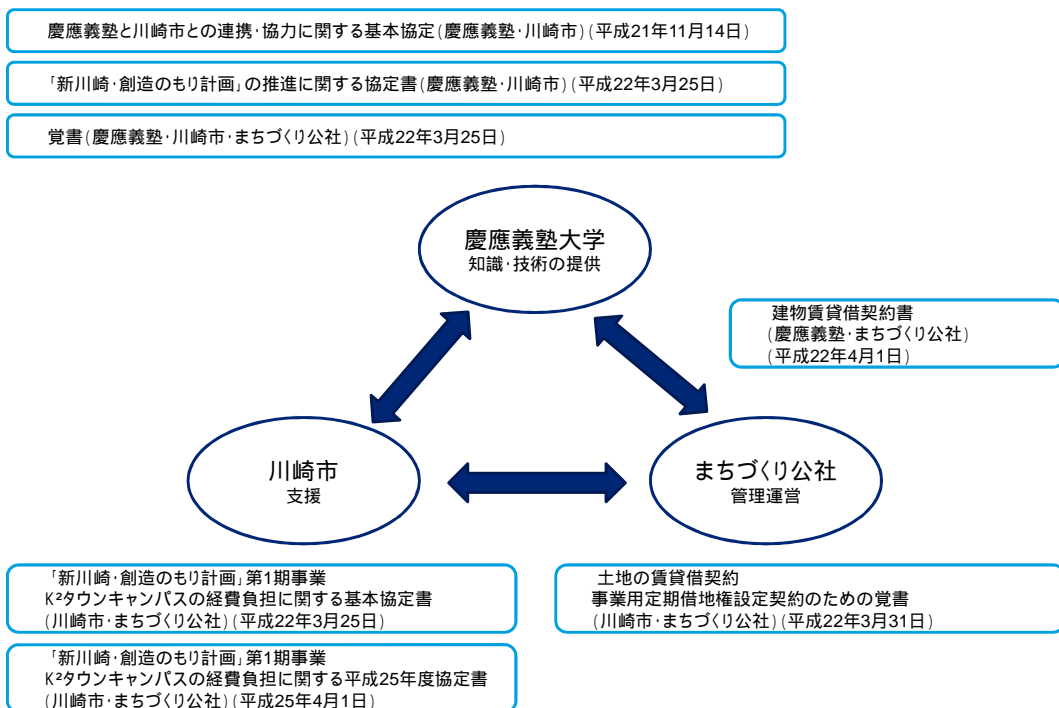 慶應義塾と川崎市との連携・協力に関する基本協定(慶應義塾・川崎市)(平成21年11月14日)
「新川崎・創造のもり計画」の推進に関する協定書(慶應義塾・川崎市)(平成22年3月25日)
覚書(慶應義塾・川崎市・まちづくり公社)(平成22年3月25日)
慶應義塾大学
知識・技術の提供
建物賃貸借契約書
(慶應義塾・まちづくり公社)
(平成22年4月1日)
川崎市
支援
まちづくり公社
管理運営
「新川崎・創造のもり計画」第1期事業
K²タウンキャンパスの経費負担に関する基本協定書
(川崎市・まちづくり公社)(平成22年3月25日)
土地の賃貸借契約
事業用定期借地権設定契約のための覚書
(川崎市・まちづくり公社)(平成22年3月31日)
「新川崎・創造のもり計画」第1期事業
K²タウンキャンパスの経費負担に関する平成25年度協定書
(川崎市・まちづくり公社)(平成25年4月1日)